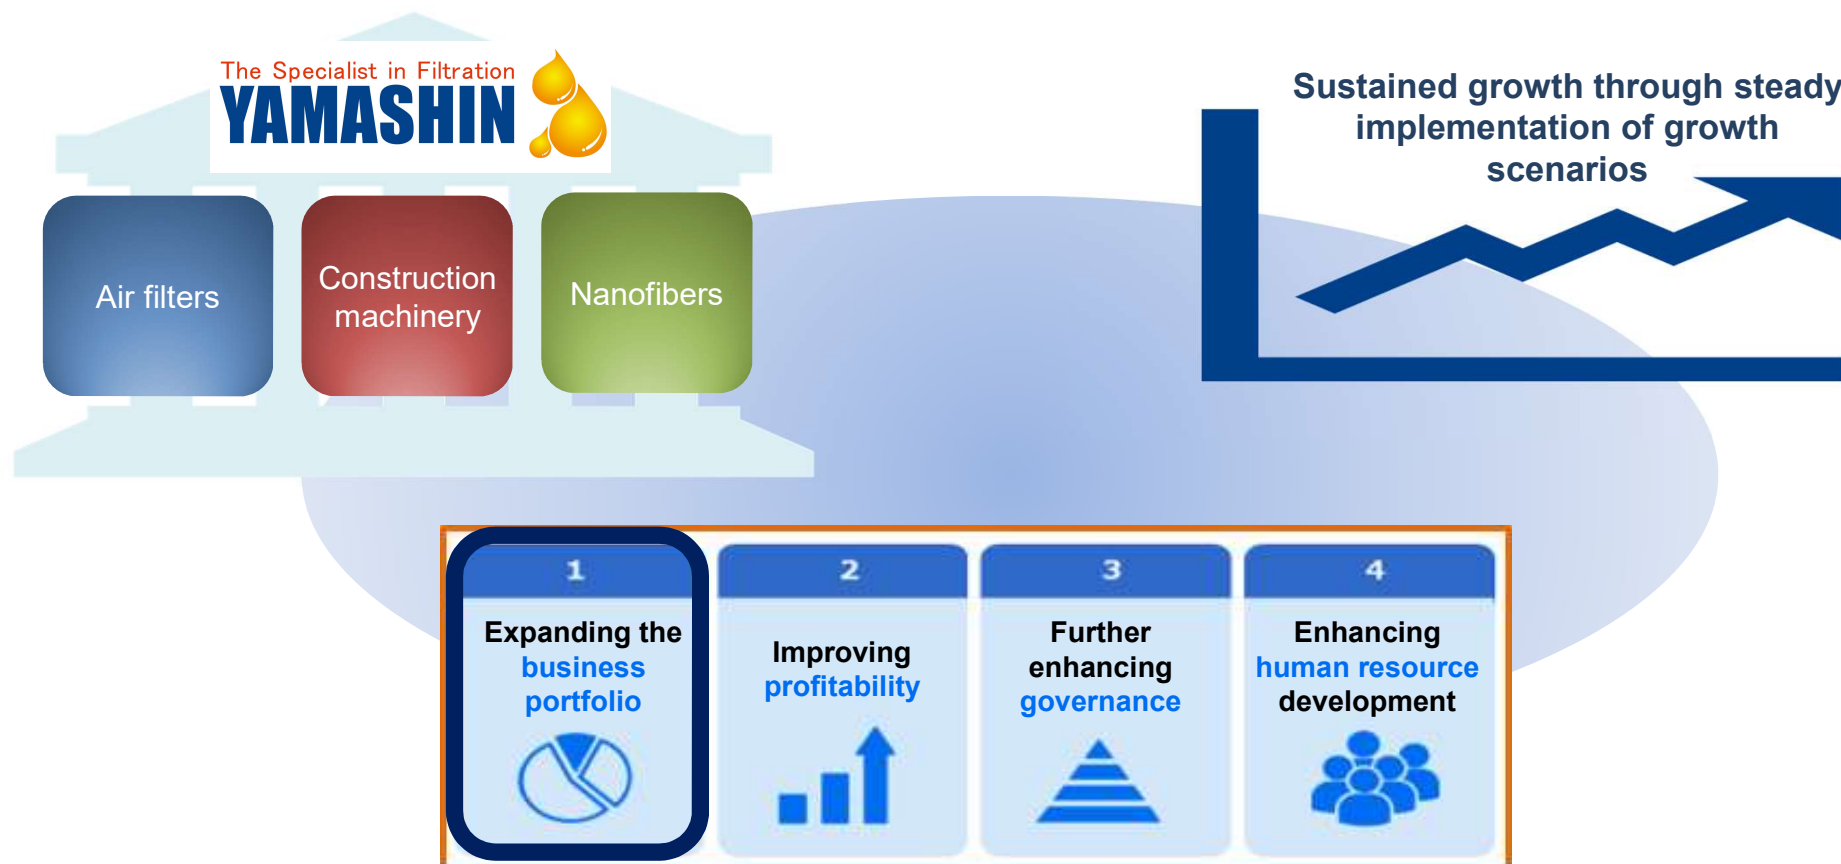 The Specialist in Filtration
YAMASHIN
Air filters
Construction
machinery
Nanofibers
Sustained growth through steady
implementation of growth
scenarios
1
Expanding the
business
portfolio
2
Improving
profitability
3
Further
enhancing
governance
4
Enhancing
human resource
development